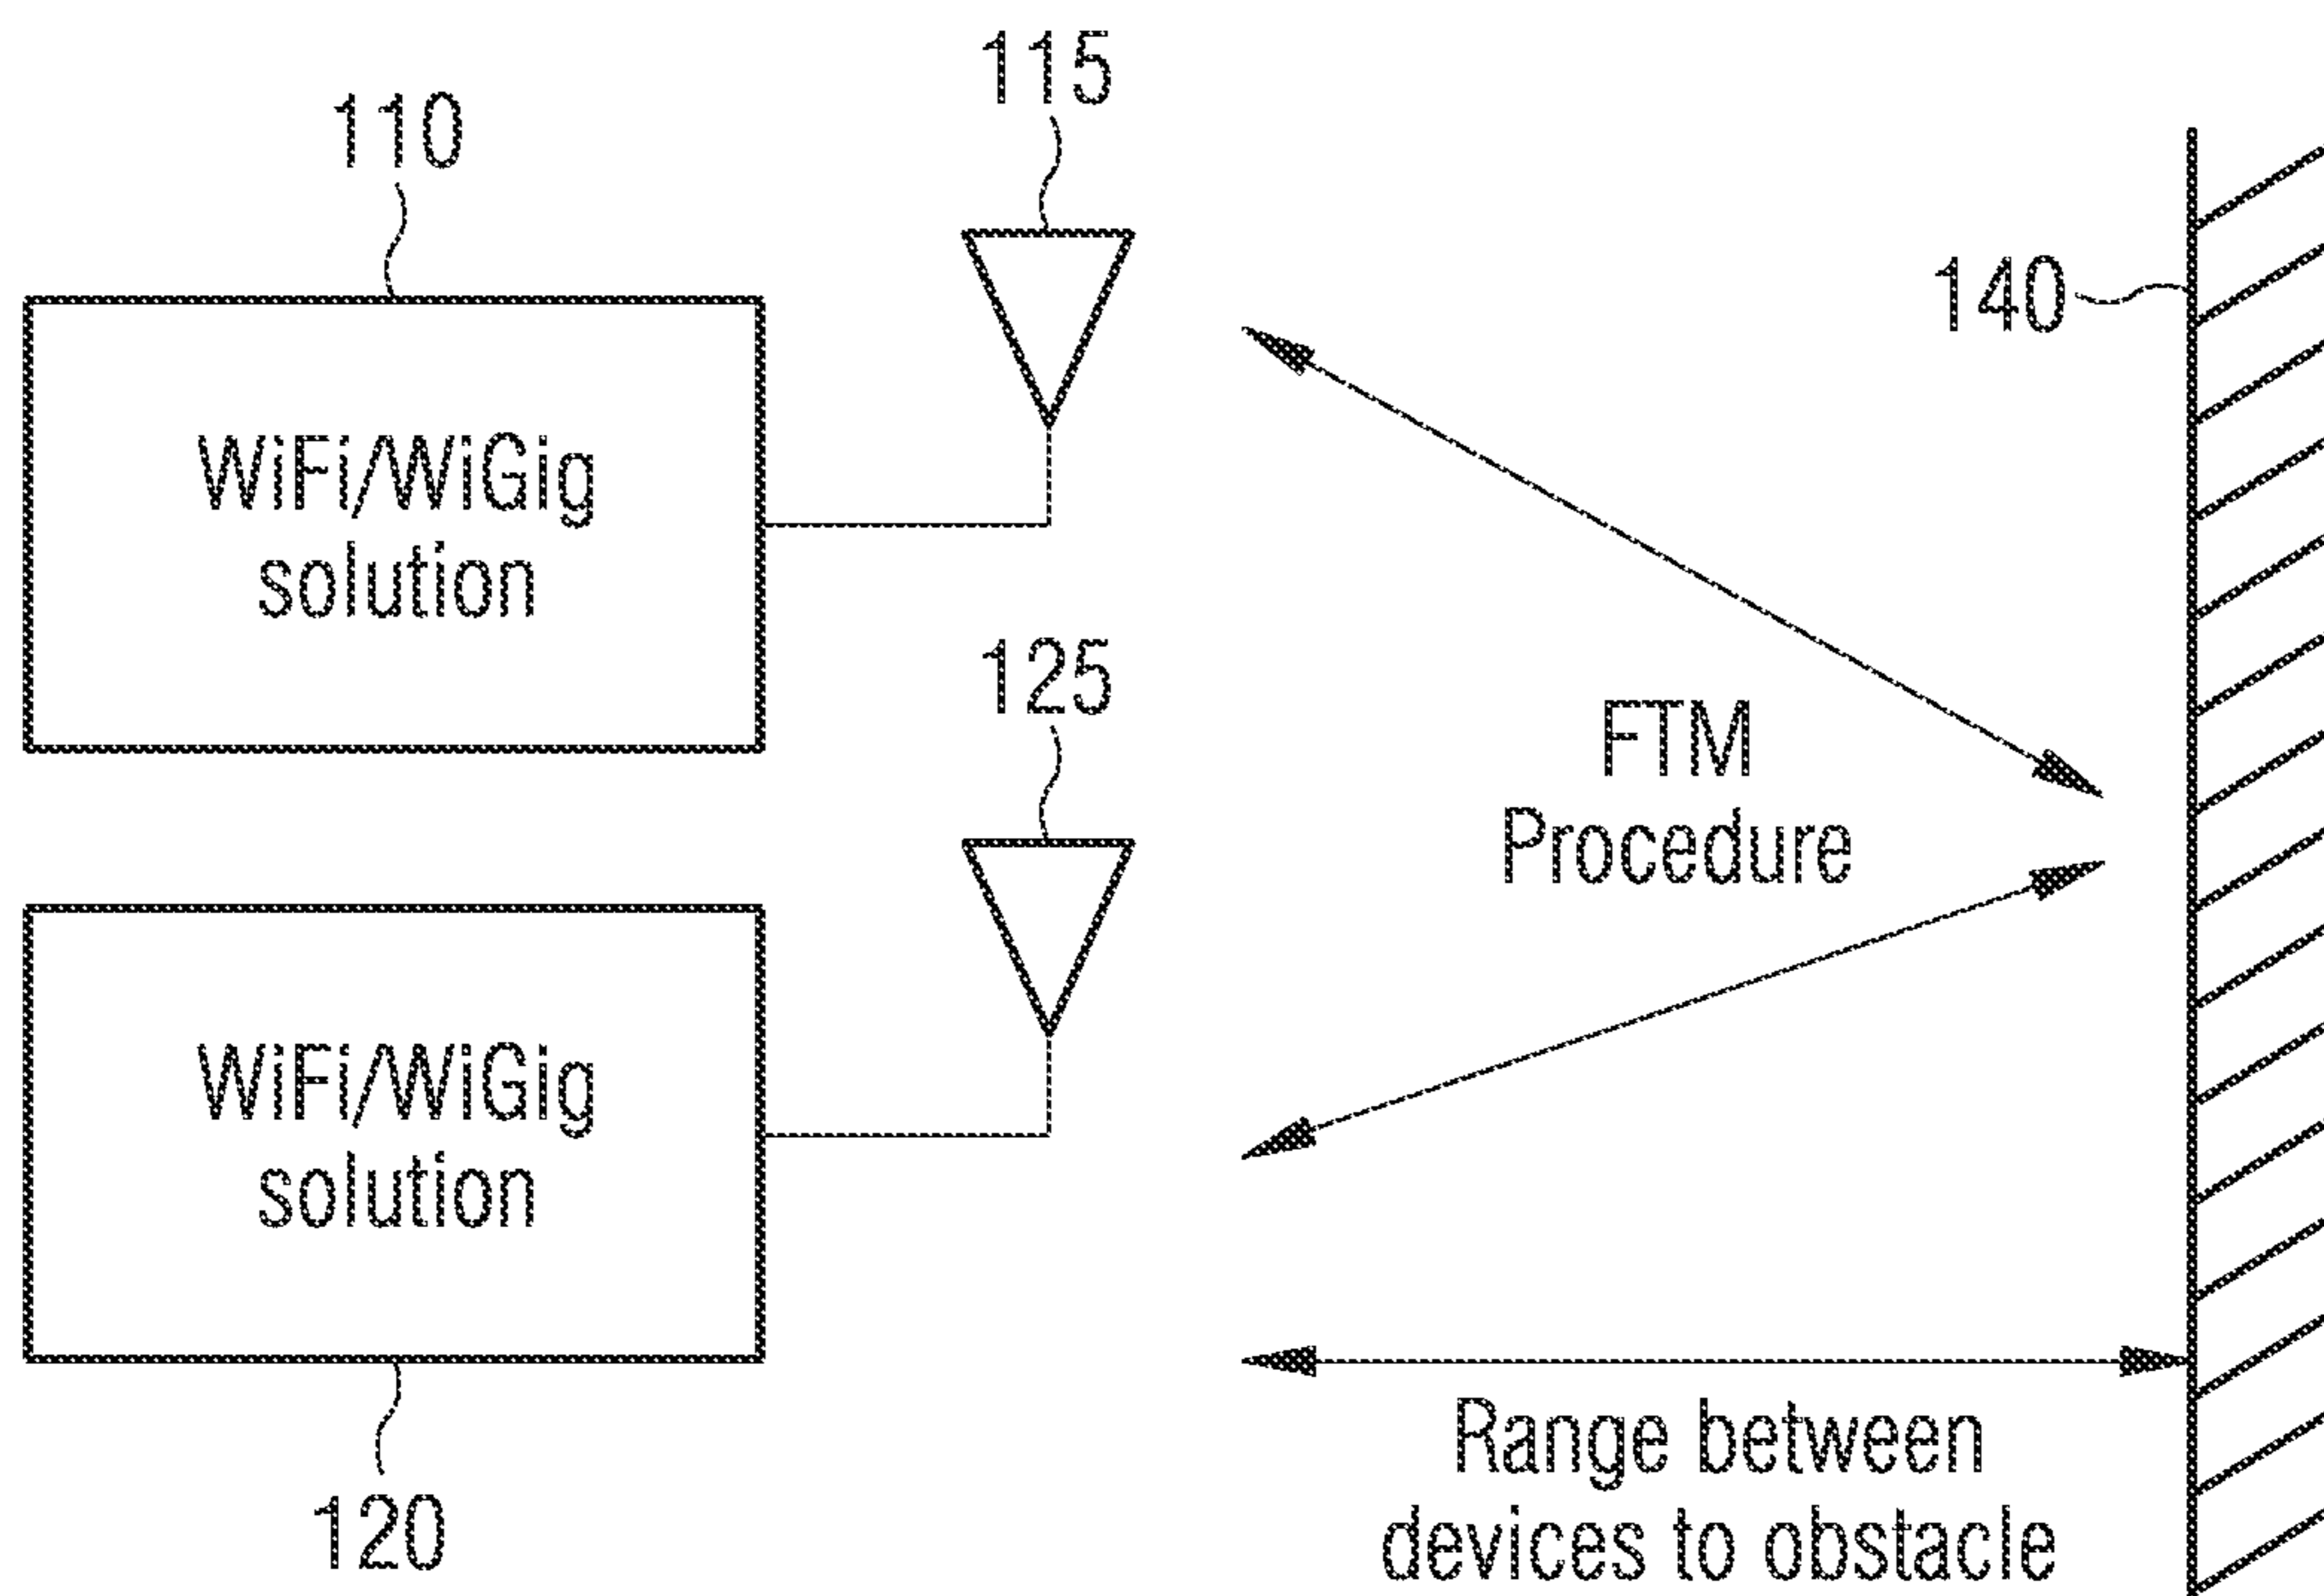 115
110
140
WiFi/WiGig
solution
125
FTM
Procedure
WiFi/WiGig
solution
Range between
devices to obstacle
120